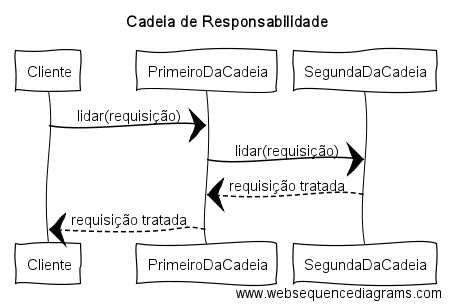 Cadeia de Responsabilidade
Cliente PrimeiroDaCadeia SegundaDaCadeia
lidar(requisição)
lidar(requisição)
requisição tratada
requisição tratada
Cliente PrimeiroDaCadeia SegundaDaCadeia
www.websequencediagrams.com